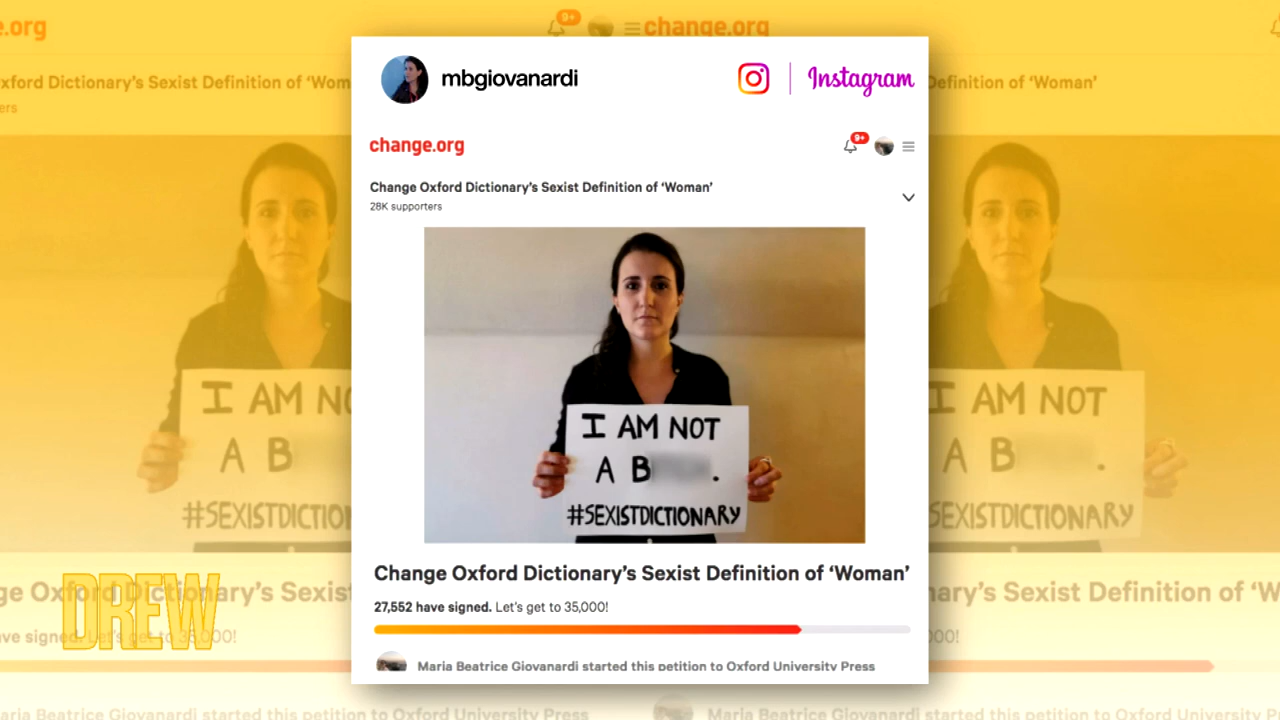 mbgiovanardi
Instagram
change.org
9+
Change Oxford Dictionary's Sexist Definition of 'Woman'
28K supporters
I AM NOT
A B .
#SEXISTDICTIONARY
Change Oxford Dictionary's Sexist Definition of 'Woman'
27,552 have signed. Let's get to 35,000!
Maria Beatrice Giovanardi started this petition to Oxford University Press
DREW